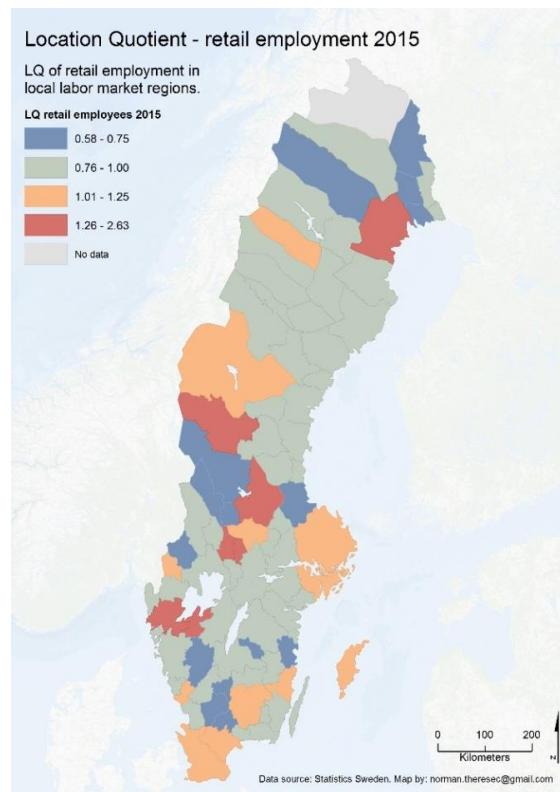 Location Quotient - retail employment 2015
LQ of retail employment in
local labor market regions.
LQ retail employees 2015
0.58 - 0.75
0.76 - 1.00
1.01 - 1.25
1.26 - 2.63
No data
0 100 200
Kilometers
N
Data source: Statistics Sweden. Map by: norman.theresec@gmail.com